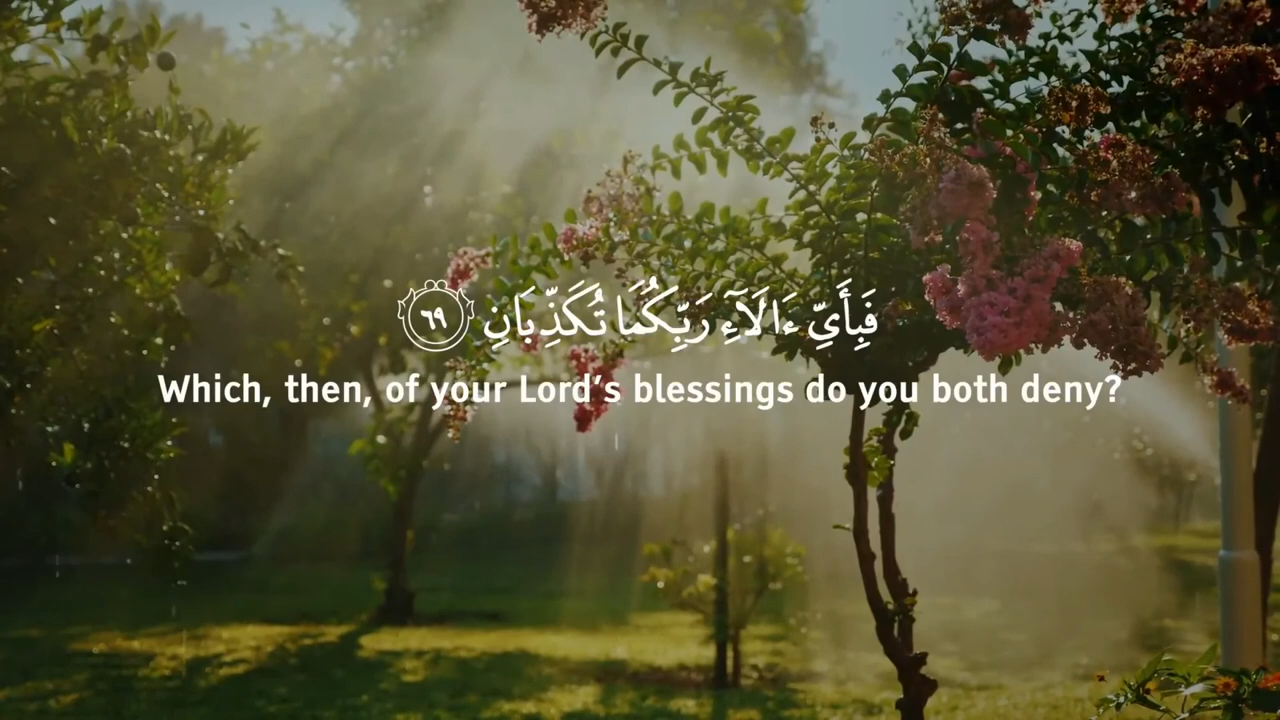 فَبِأَيِّ ءَالَآءِ رَبِّكُمَا تُكَذِّبَانِ ٦٩
Which, then, of your Lord’s blessings do you both deny?